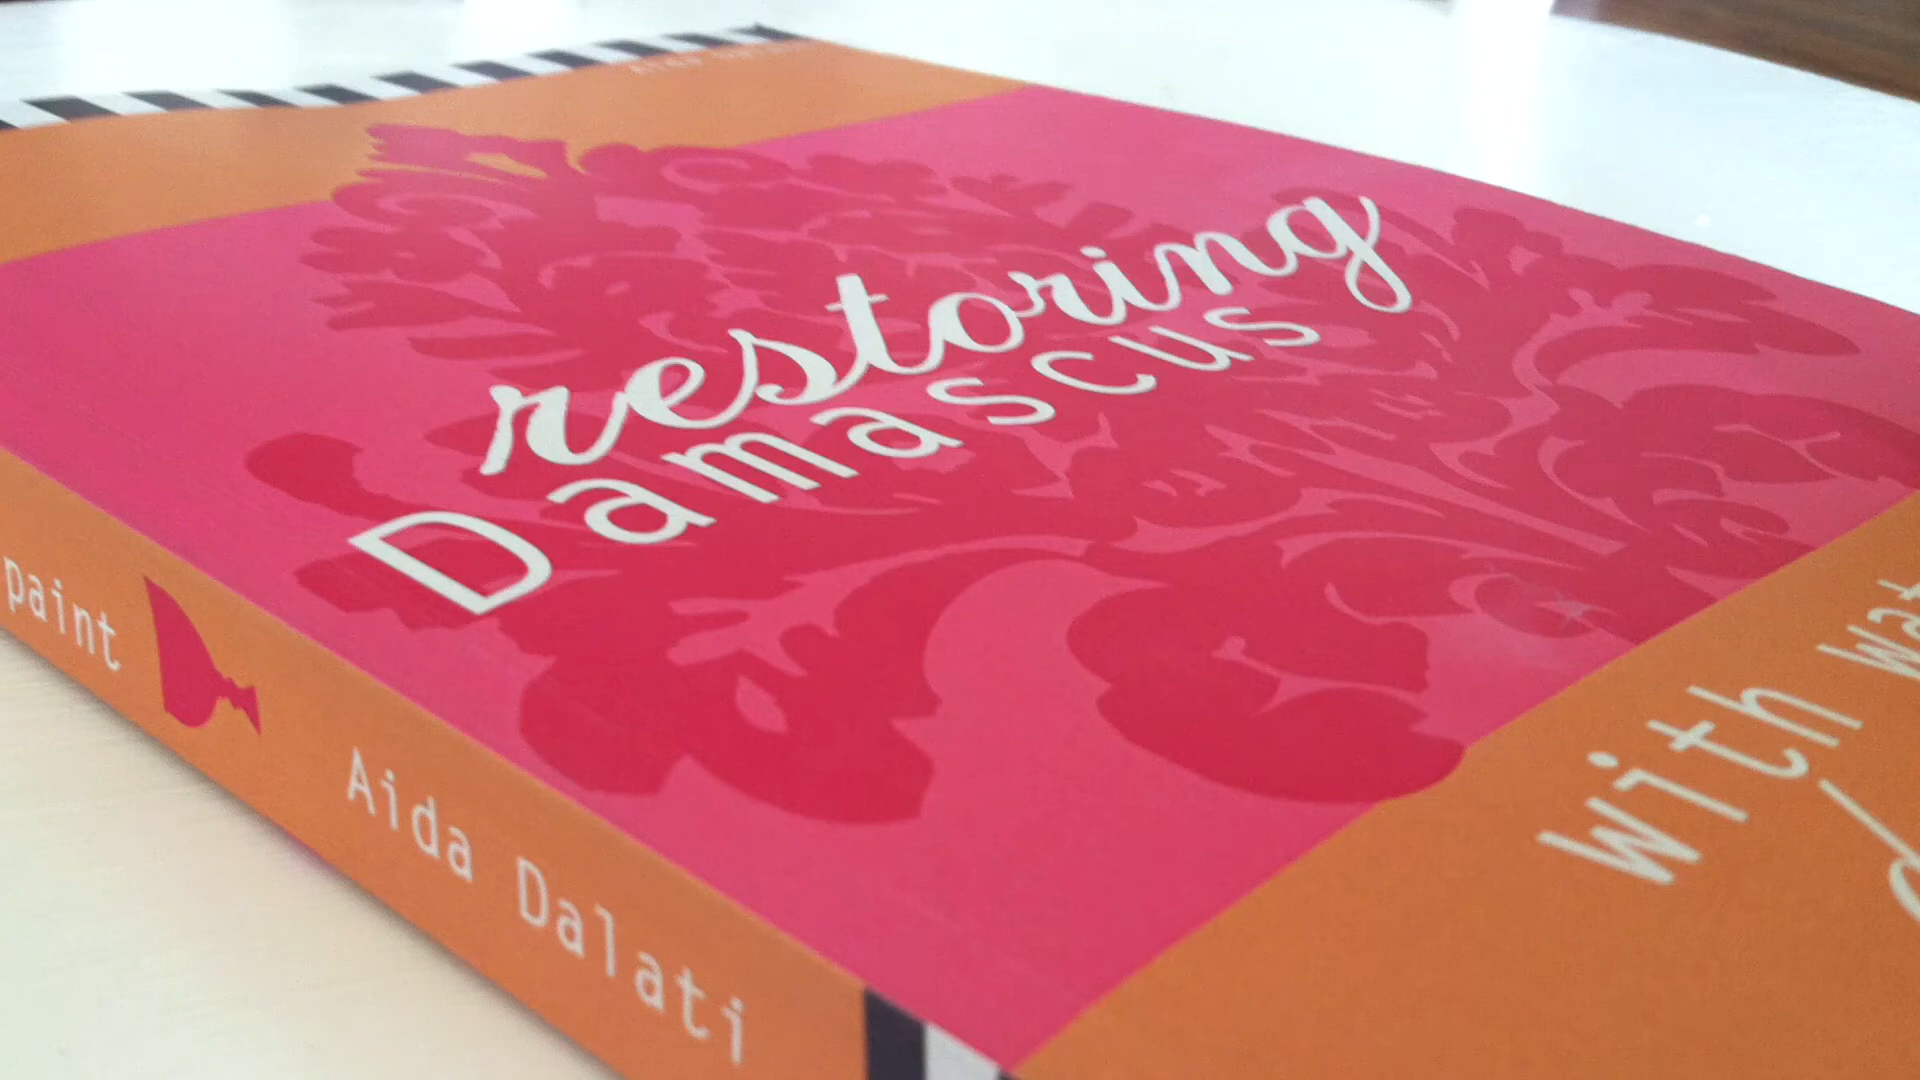 restoring
Damascus
with
paint
Aida Dalati